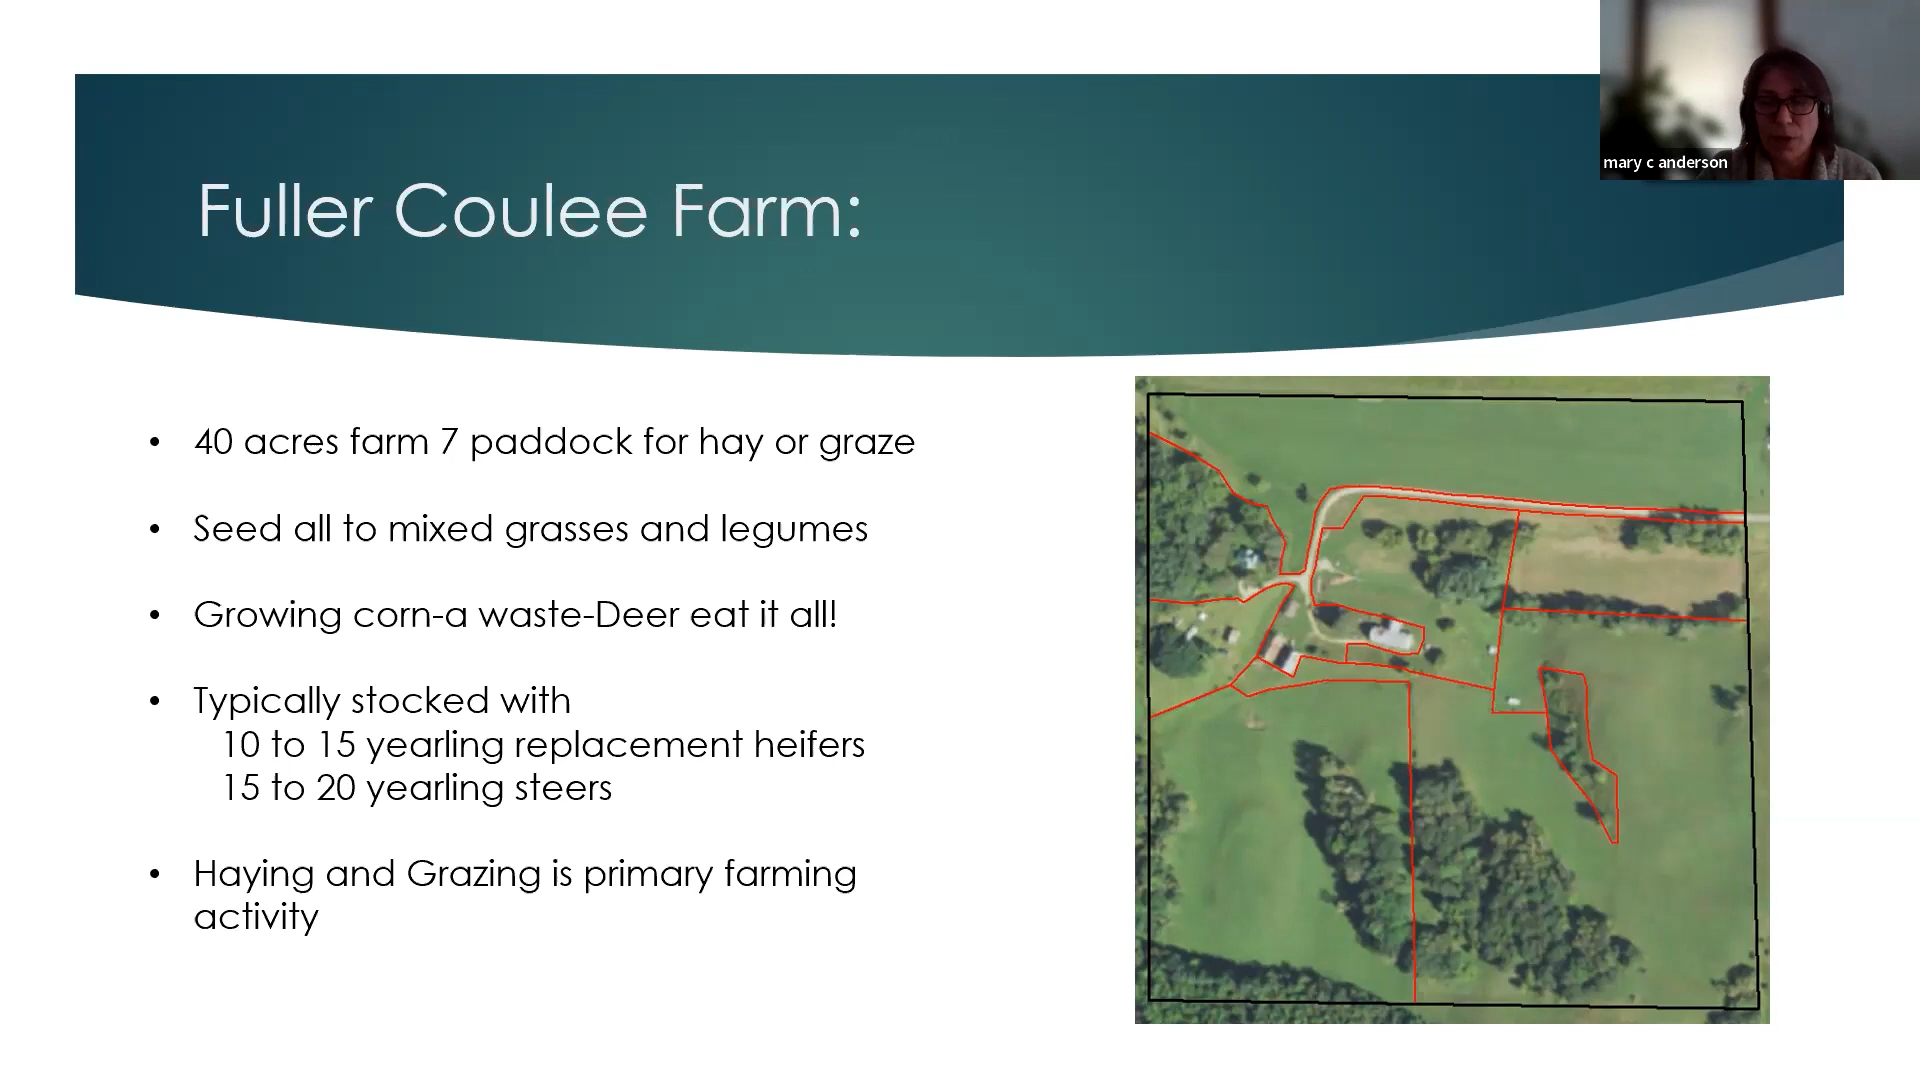 mary c anderson
Fuller Coulee Farm:
• 40 acres farm 7 paddock for hay or graze
• Seed all to mixed grasses and legumes
• Growing corn-a waste-Deer eat it all!
• Typically stocked with
10 to 15 yearling replacement heifers
15 to 20 yearling steers
• Haying and Grazing is primary farming
activity